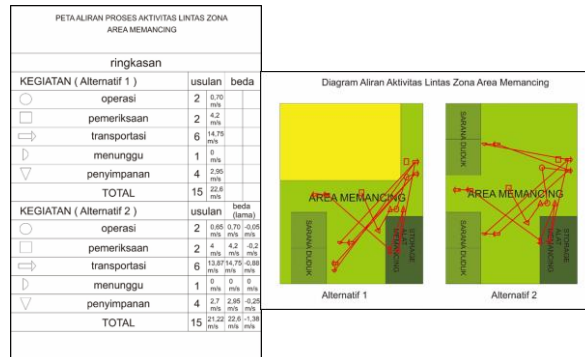 PETA ALIRAN PROSES AKTIVITAS LINTAS ZONA
AREA MEMANCING
ringkasan
KEGIATAN ( Alternatif 1 ) usulan beda
operasi 2 0,70 m/s
pemeriksaan 2 4,2 m/s
transportasi 6 14,75 m/s
menunggu 1 0 m/s
penyimpanan 4 2,95 m/s
TOTAL 15 22,6 m/s
KEGIATAN ( Alternatif 2 ) usulan beda (lama)
operasi 2 0,65 m/s 0,70 m/s -0,05 m/s
pemeriksaan 2 4 m/s 4,2 m/s -0,2 m/s
transportasi 6 13,87 m/s 14,75 m/s -0,88 m/s
menunggu 1 0 m/s 0 m/s 0 m/s
penyimpanan 4 2,7 m/s 2,95 m/s -0,25 m/s
TOTAL 15 21,22 m/s 22,6 m/s -1,38 m/s
Diagram Aliran Aktivitas Lintas Zona Area Memancing
AREA MEMANCING
SARANA DUDUK
STORAGE ALAT MEMANCING
Alternatif 1
SARANA DUDUK
AREA MEMANCING
SARANA DUDUK
STORAGE ALAT MEMANCING
Alternatif 2